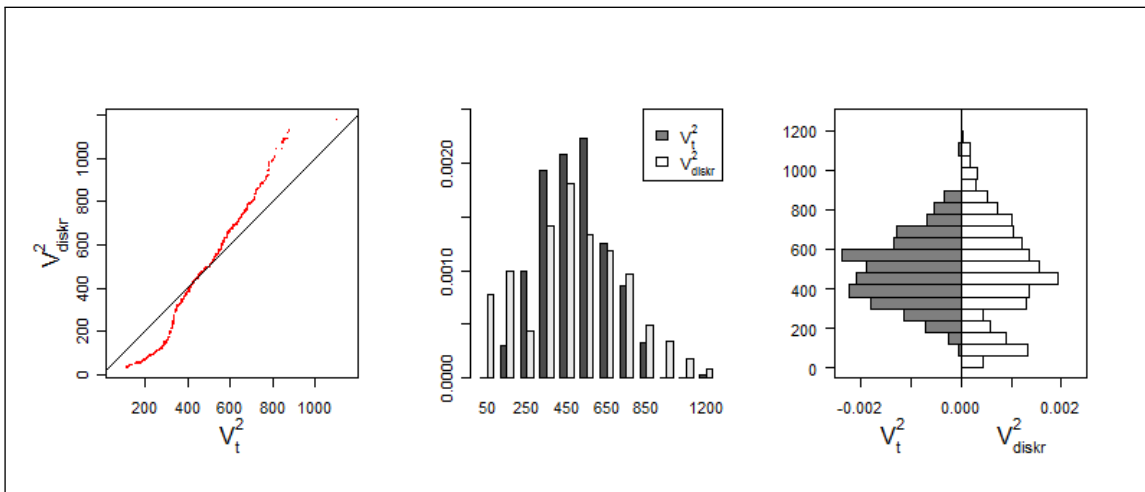 V²diskr
0 200 400 600 800 1000
200 400 600 800 1000
V²t
0.0000 0.0010 0.0020
V²t
V²diskr
50 250 450 650 850 1200
0 200 400 600 800 1000 1200
-0.002 0.000 0.002
V²t V²diskr